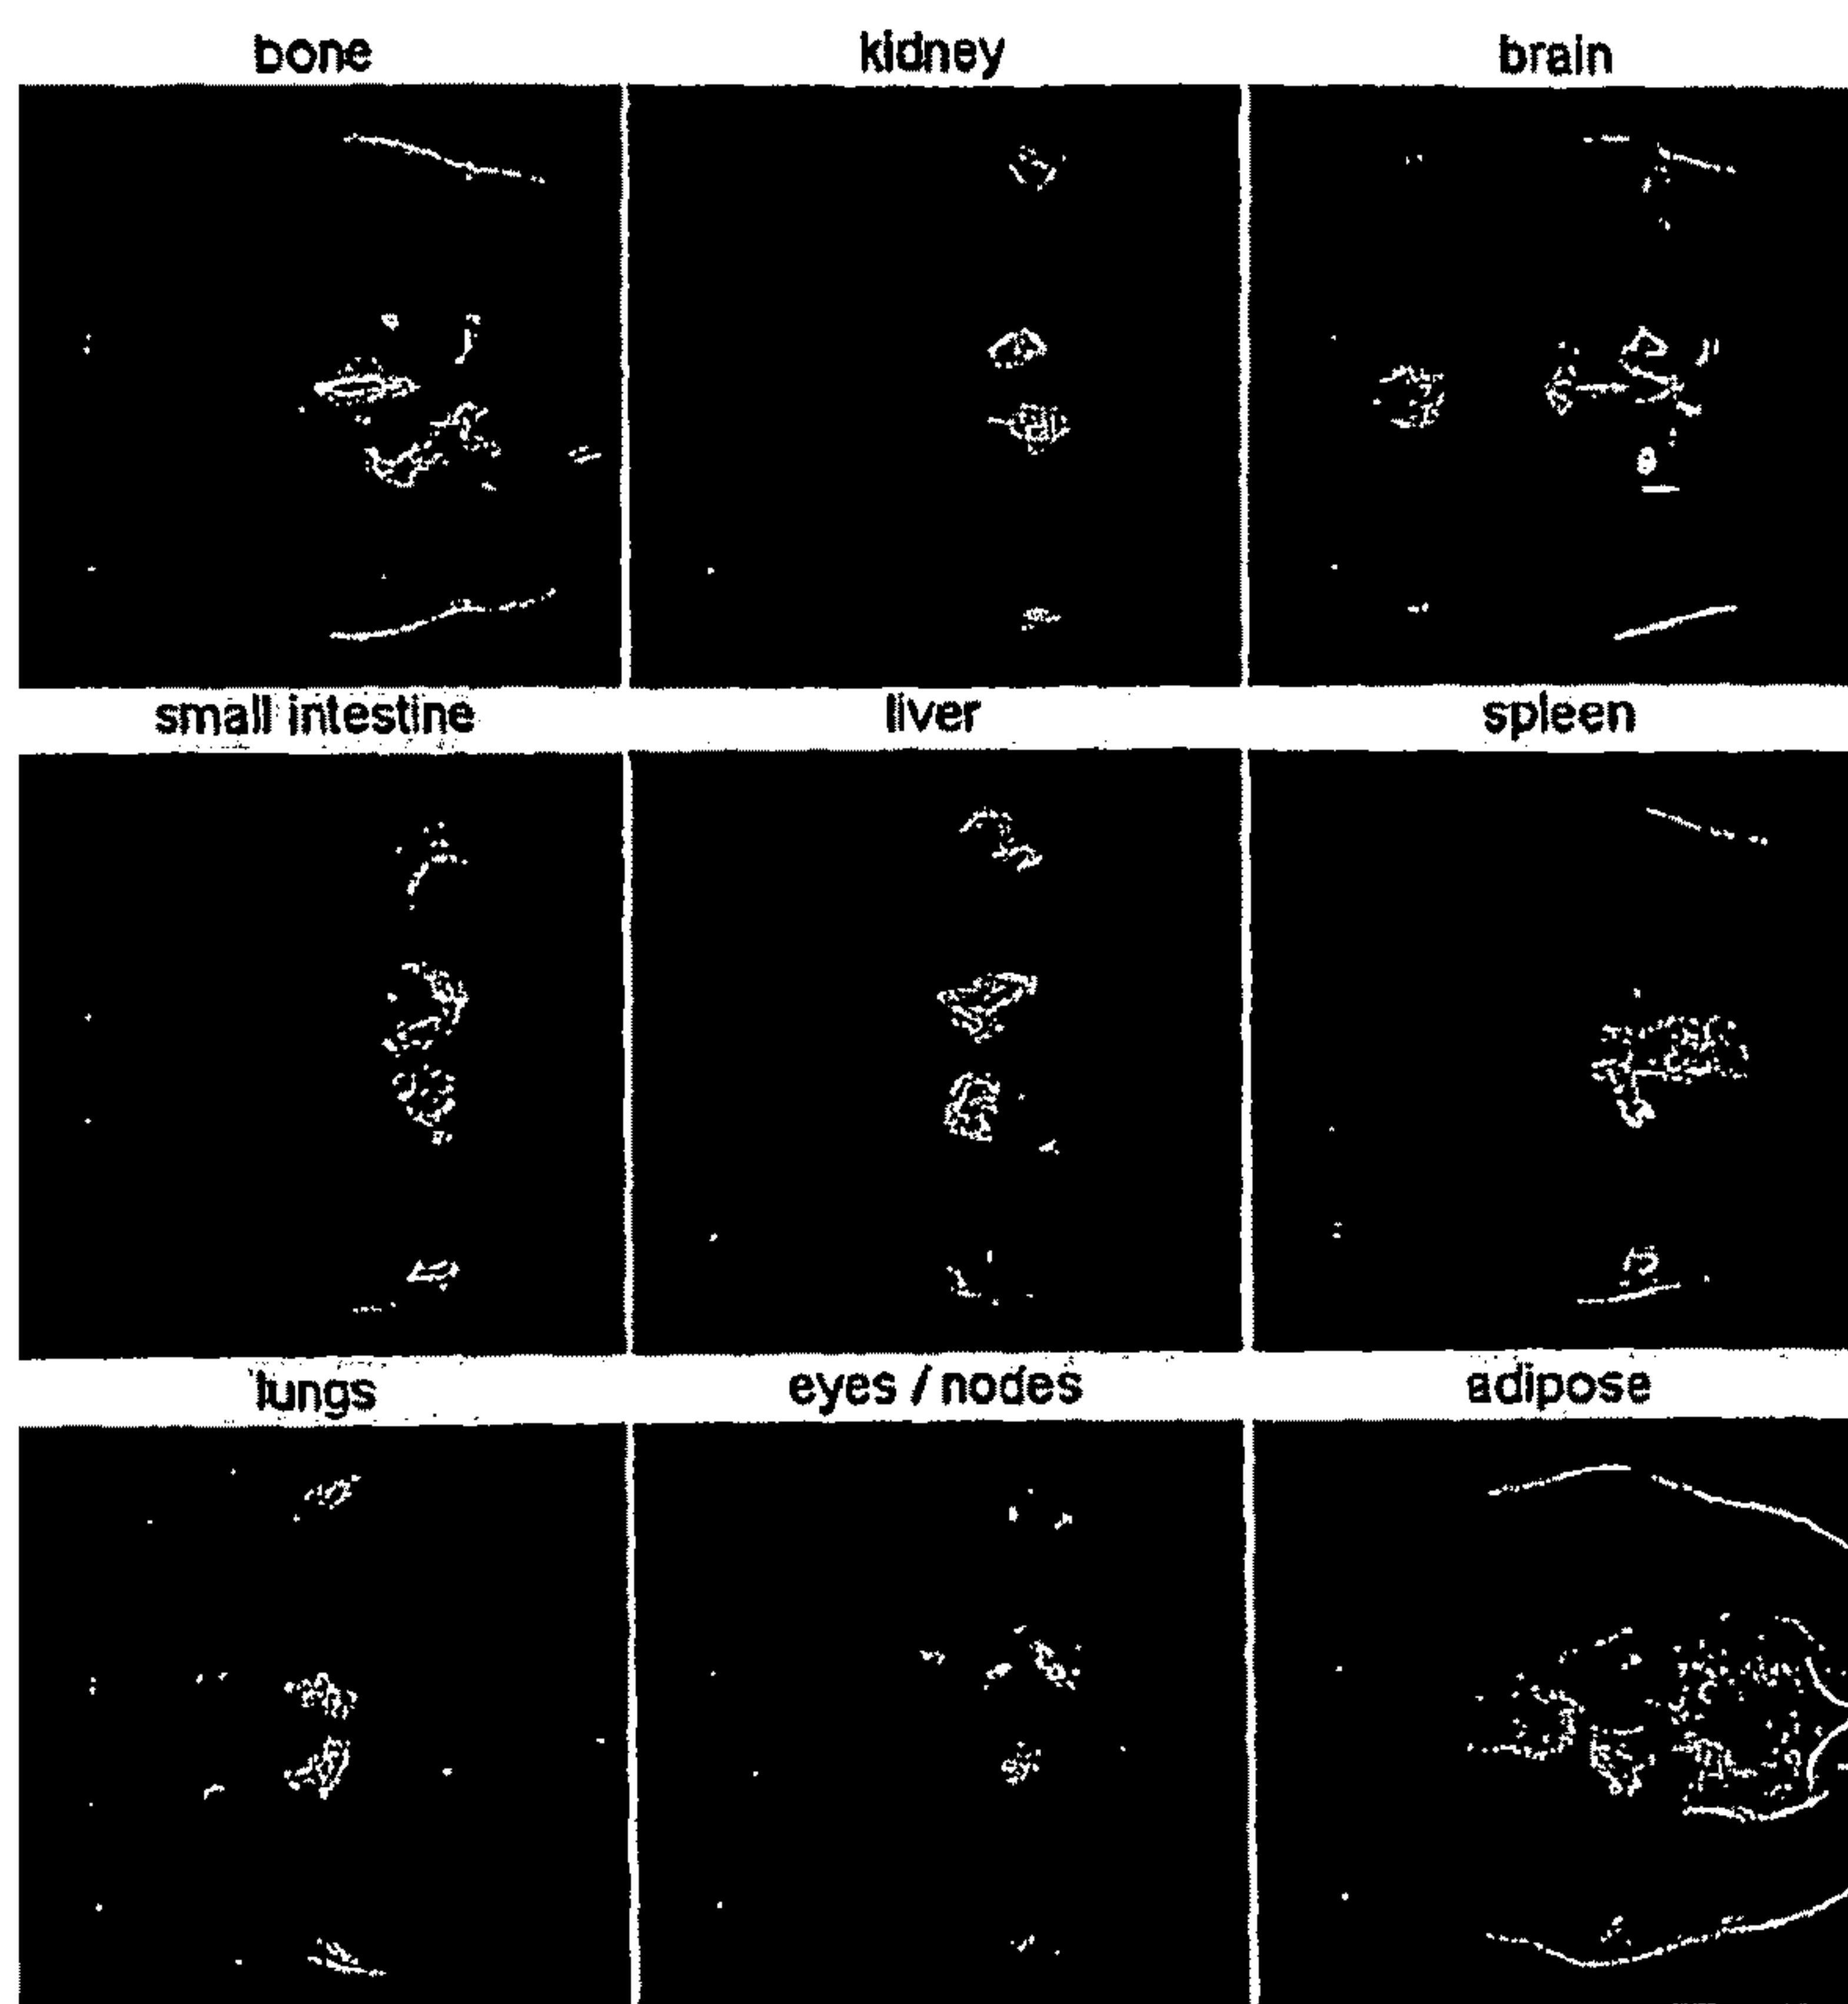 bone kidney brain
small intestine liver spleen
lungs eyes / nodes adipose